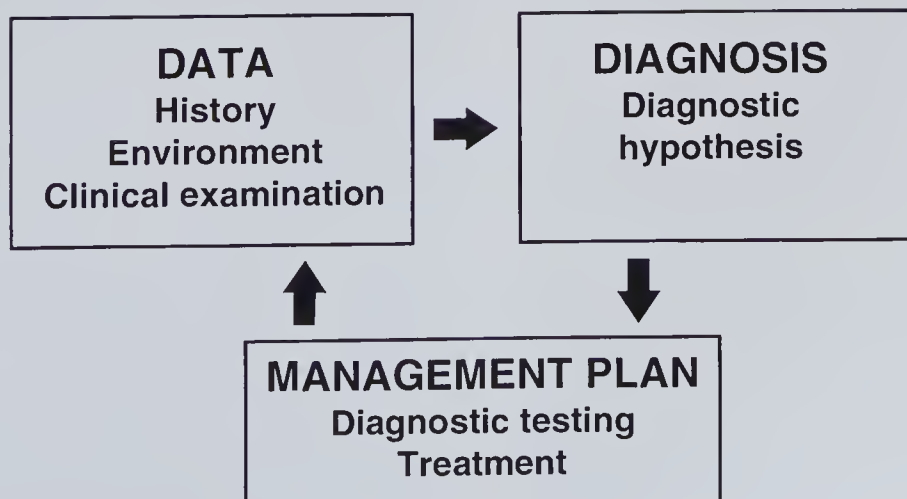 DATA
History
Environment
Clinical examination
DIAGNOSIS
Diagnostic
hypothesis
MANAGEMENT PLAN
Diagnostic testing
Treatment